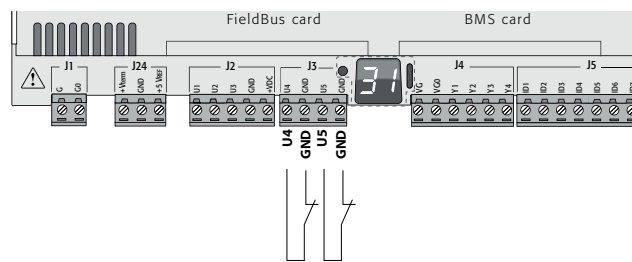 FieldBus card
BMS card
J1
J24
J2
J3
J4
J5
G
G0
+Vterm
GND
+5 VREF
U1
U2
U3
GND
+VDC
U4
GND
U5
GND
31
VG
VG0
Y1
Y2
Y3
Y4
ID1
ID2
ID3
ID4
ID5
ID6
U4
GND
U5
GND